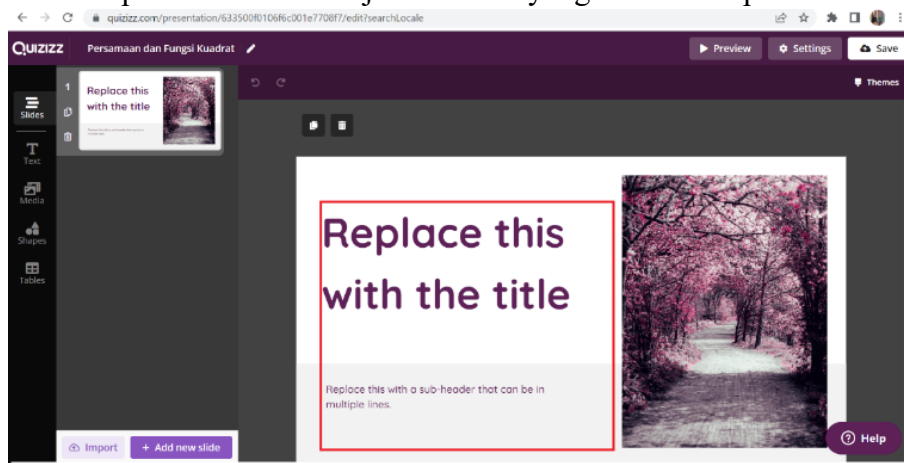 quizizz.com/presentation/633500f0106f6c001e7708f7/edit?searchLocale
QUIZIZZ Persamaan dan Fungsi Kuadrat Preview Settings Save
Themes
1
Replace this
with the title
Slides
Text
Media
Shapes
Tables
Replace this
with the title
Replace this with a sub-header that can be in
multiple lines.
Import + Add new slide
Help